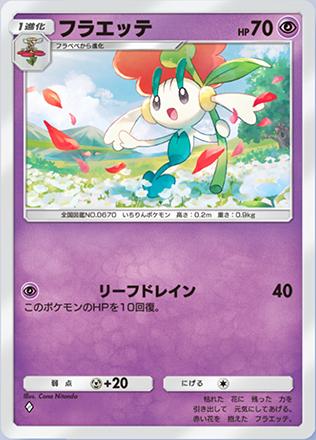 1進化 フラエッテ HP70
フラベベから進化
全国図鑑NO.0670 いちりんポケモン 高さ:0.2m 重さ:0.9kg
リーフドレイン 40
このポケモンのHPを10回復。
弱点 +20 にげる
Illus. Cona Nitanda
枯れた 花に 残った 力を
引き出して 元気にしてあげる。
赤い花を 抱えた フラエッテ。